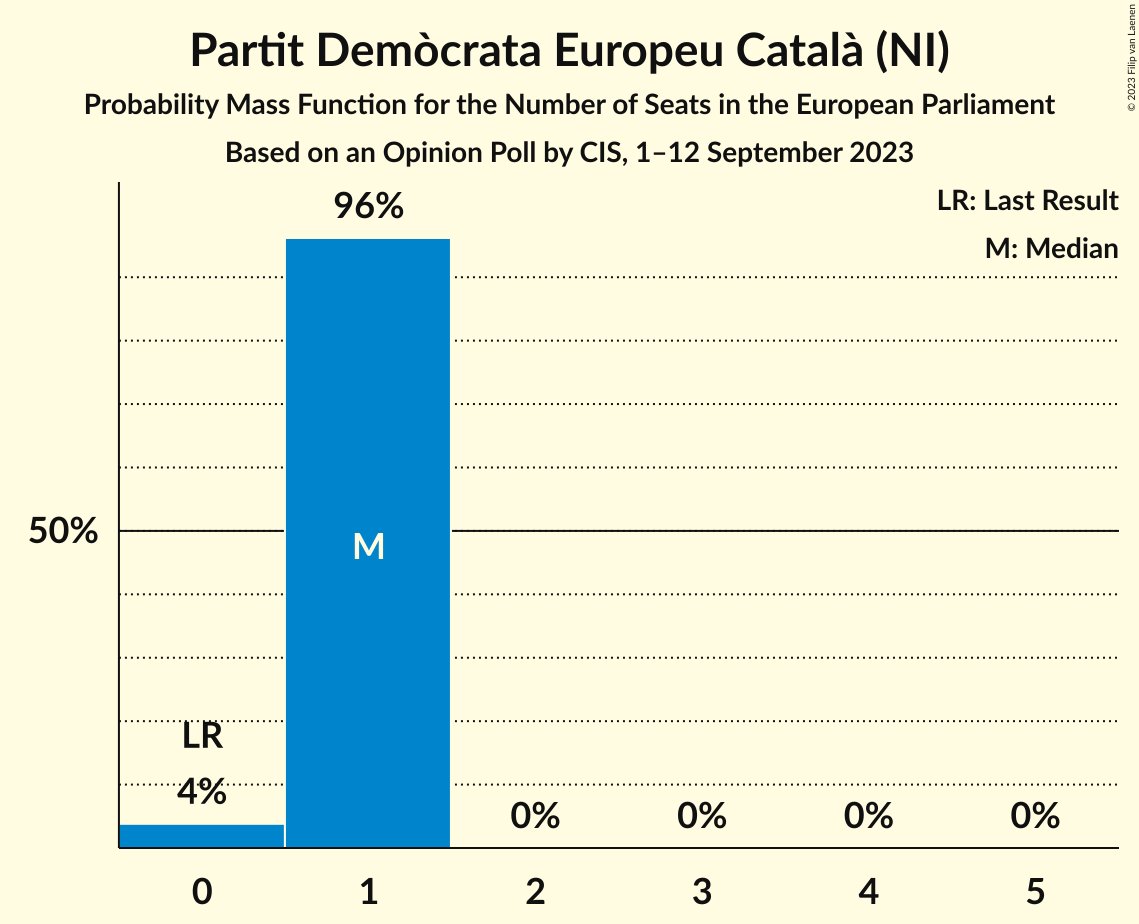 Partit Demòcrata Europeu Català (NI)
Probability Mass Function for the Number of Seats in the European Parliament
Based on an Opinion Poll by CIS, 1–12 September 2023
© 2023 Filip van Laenen
LR: Last Result
M: Median
96%
50%
M
LR
4%
0% 0% 0% 0%
0 1 2 3 4 5